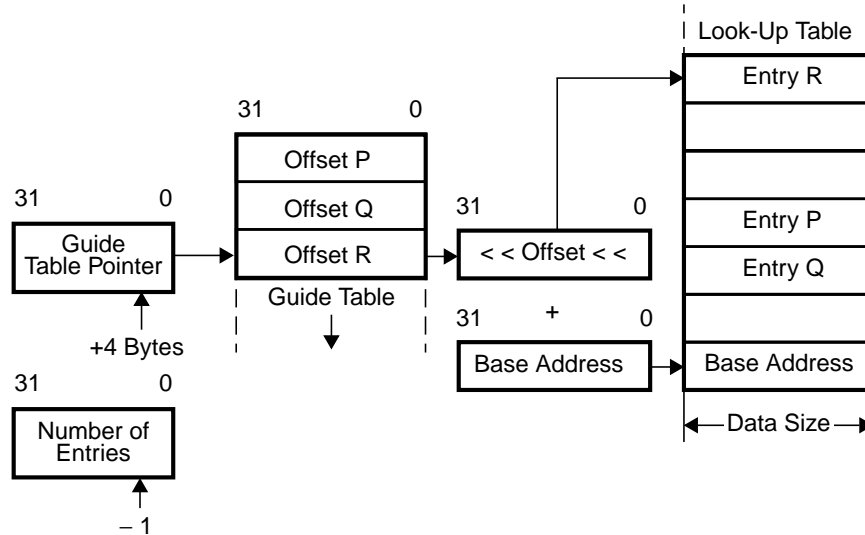 Look-Up Table
Entry R
31 0
Offset P
Offset Q
Offset R
Guide Table
31 0
Guide
Table Pointer
+4 Bytes
31 0
< < Offset < <
Entry P
Entry Q
31 + 0
Base Address
Base Address
Data Size
31 0
Number of
Entries
– 1